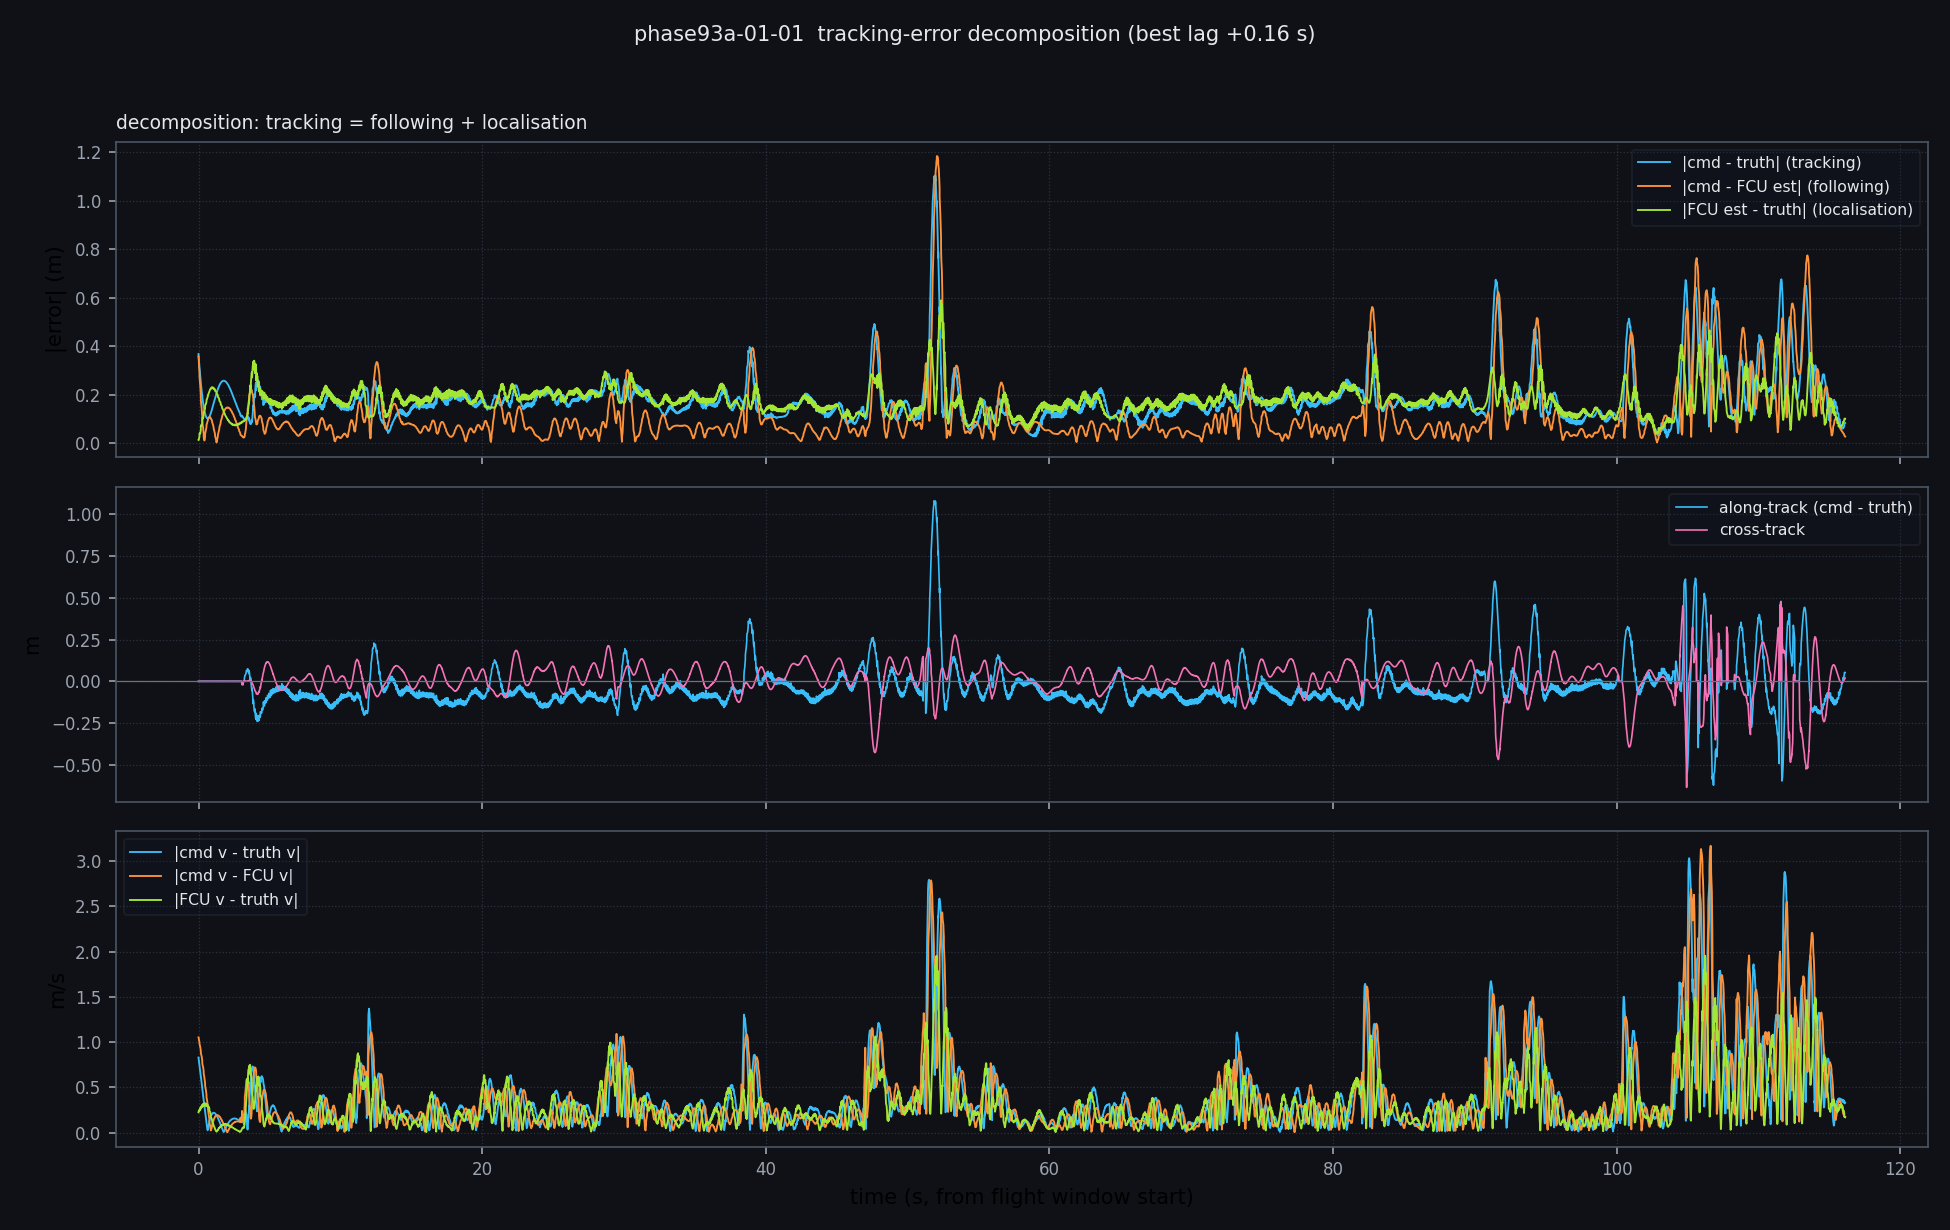 phase93a-01-01  tracking-error decomposition (best lag +0.16 s)
decomposition: tracking = following + localisation
|error| (m)
1.2
1.0
0.8
0.6
0.4
0.2
0.0
|cmd - truth| (tracking)
|cmd - FCU est| (following)
|FCU est - truth| (localisation)
m
1.00
0.75
0.50
0.25
0.00
−0.25
−0.50
along-track (cmd - truth)
cross-track
m/s
3.0
2.5
2.0
1.5
1.0
0.5
0.0
|cmd v - truth v|
|cmd v - FCU v|
|FCU v - truth v|
0 20 40 60 80 100 120
time (s, from flight window start)